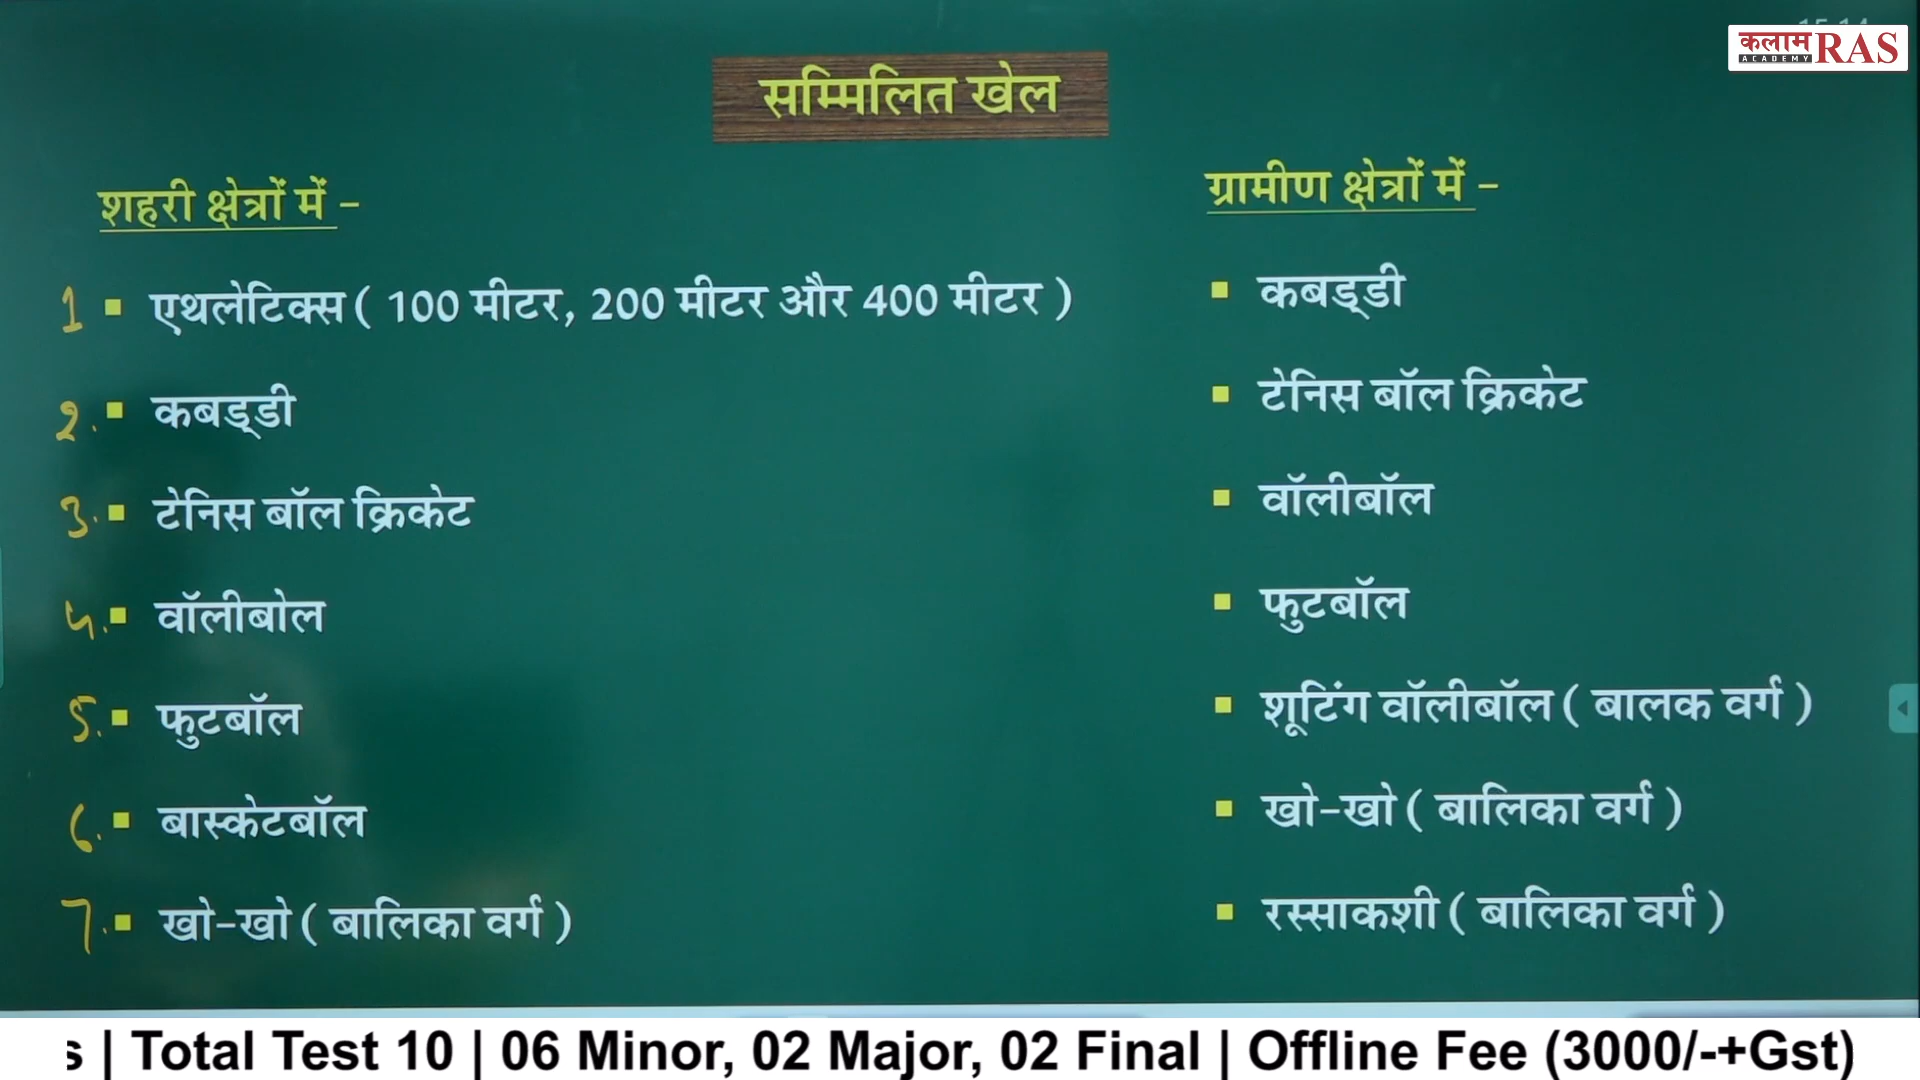 कलाम RAS
ACADEMY
सम्मिलित खेल
शहरी क्षेत्रों में -
1 ▪ एथलेटिक्स ( 100 मीटर, 200 मीटर और 400 मीटर )
2. ▪ कबड्डी
3. ▪ टेनिस बॉल क्रिकेट
4. ▪ वॉलीबोल
5. ▪ फुटबॉल
6. ▪ बास्केटबॉल
7. ▪ खो-खो ( बालिका वर्ग )
ग्रामीण क्षेत्रों में -
▪ कबड्डी
▪ टेनिस बॉल क्रिकेट
▪ वॉलीबॉल
▪ फुटबॉल
▪ शूटिंग वॉलीबॉल ( बालक वर्ग )
▪ खो-खो ( बालिका वर्ग )
▪ रस्साकशी ( बालिका वर्ग )
s | Total Test 10 | 06 Minor, 02 Major, 02 Final | Offline Fee (3000/-+Gst)